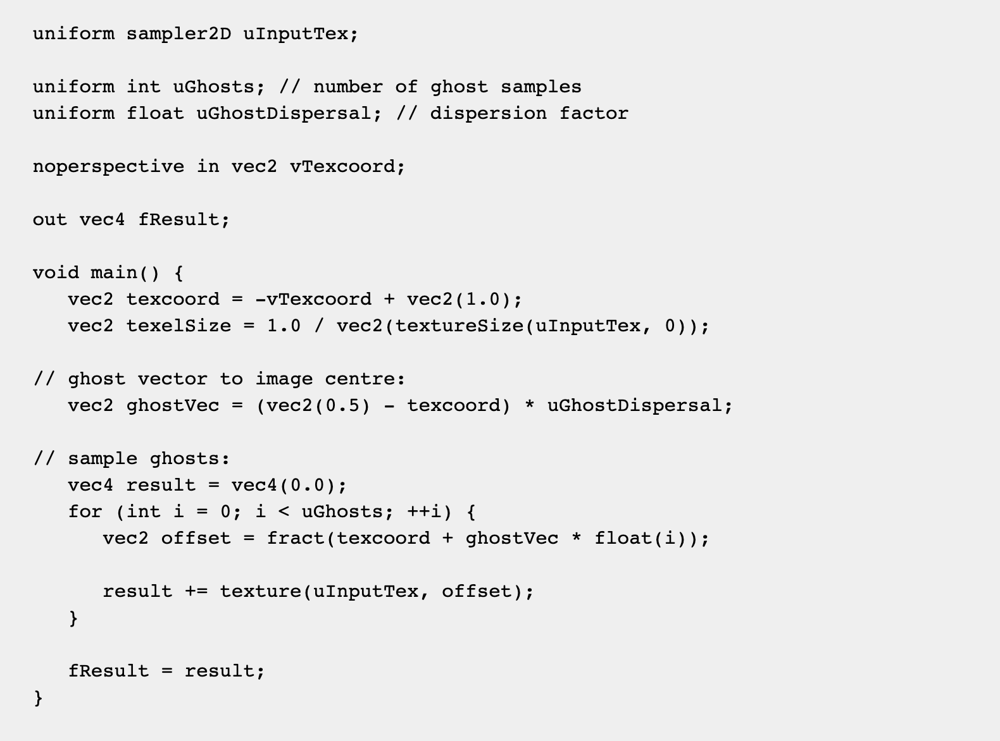 uniform sampler2D uInputTex;
uniform int uGhosts; // number of ghost samples
uniform float uGhostDispersal; // dispersion factor
noperspective in vec2 vTexcoord;
out vec4 fResult;
void main() {
   vec2 texcoord = -vTexcoord + vec2(1.0);
   vec2 texelSize = 1.0 / vec2(textureSize(uInputTex, 0));
// ghost vector to image centre:
   vec2 ghostVec = (vec2(0.5) - texcoord) * uGhostDispersal;
// sample ghosts:
   vec4 result = vec4(0.0);
   for (int i = 0; i < uGhosts; ++i) {
      vec2 offset = fract(texcoord + ghostVec * float(i));
      result += texture(uInputTex, offset);
   }
   fResult = result;
}